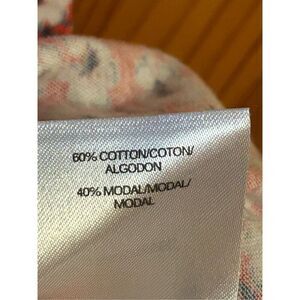 60% COTTON/COTON/
ALGODON
40% MODAL/MODAL/
MODAL